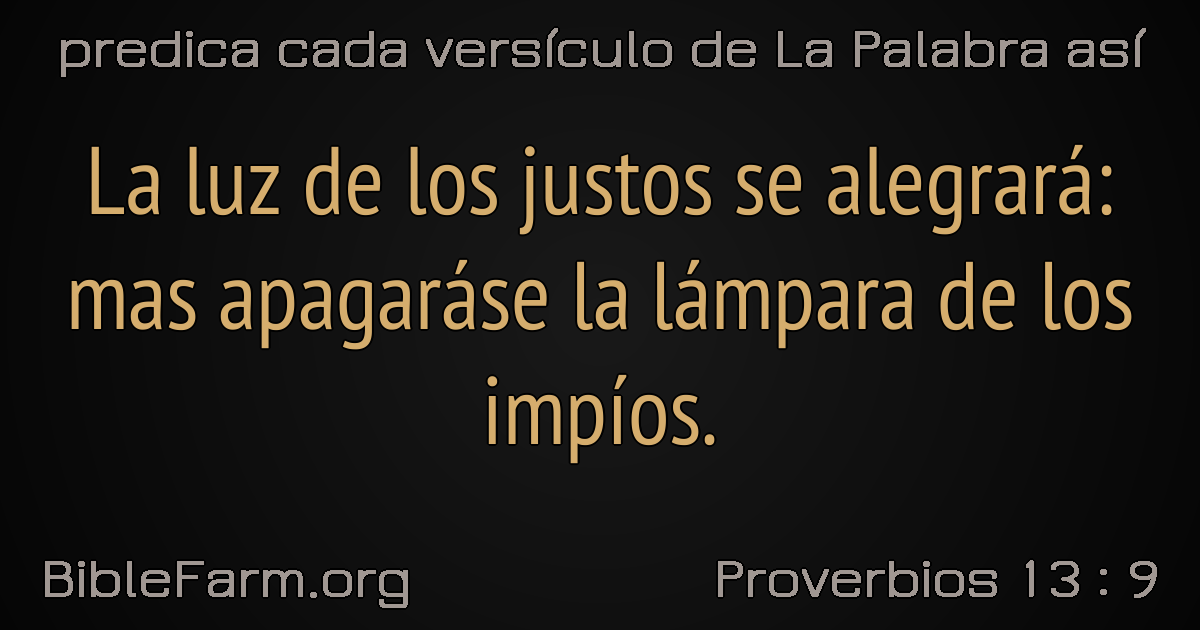 predica cada versículo de La Palabra así
La luz de los justos se alegrará:
mas apagaráse la lámpara de los
impíos.
BibleFarm.org
Proverbios 13 : 9